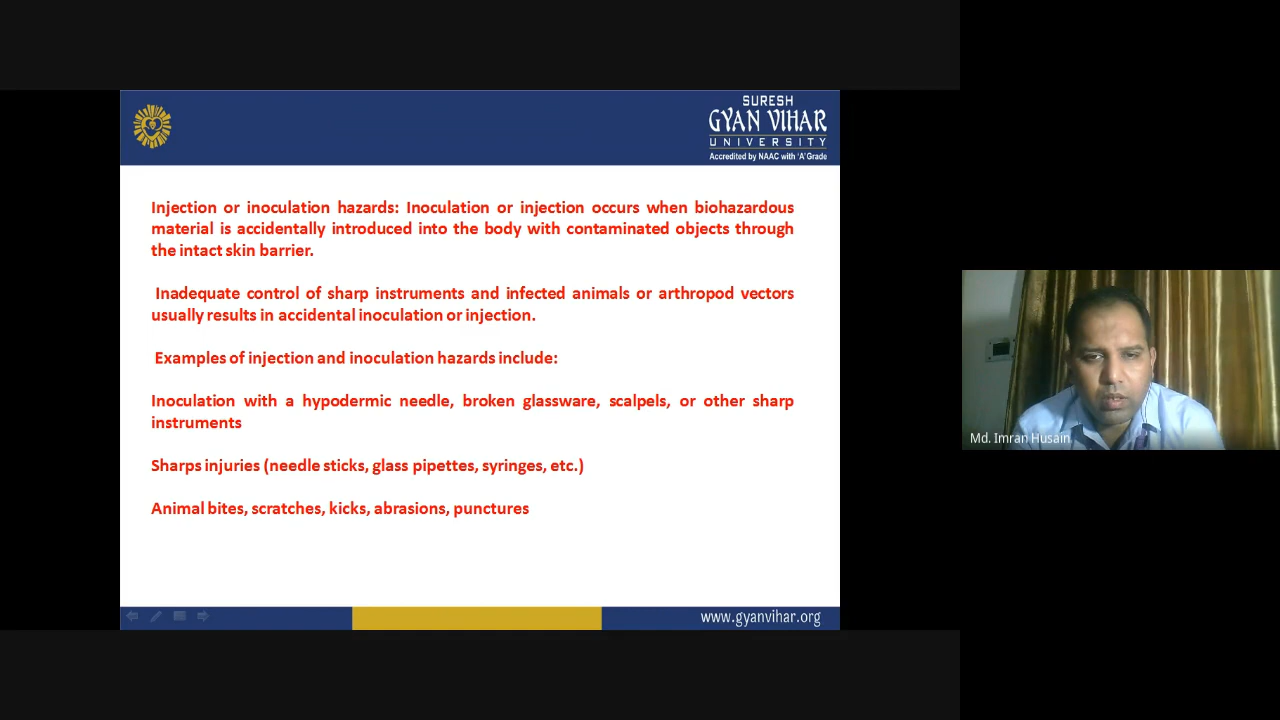 SURESH
GYAN VIHAR
UNIVERSITY
Accredited by NAAC with 'A' Grade
Injection or inoculation hazards: Inoculation or injection occurs when biohazardous
material is accidentally introduced into the body with contaminated objects through
the intact skin barrier.
Inadequate control of sharp instruments and infected animals or arthropod vectors
usually results in accidental inoculation or injection.
Examples of injection and inoculation hazards include:
Inoculation with a hypodermic needle, broken glassware, scalpels, or other sharp
instruments
Sharps injuries (needle sticks, glass pipettes, syringes, etc.)
Animal bites, scratches, kicks, abrasions, punctures
www.gyanvihar.org
Md. Imran Husain